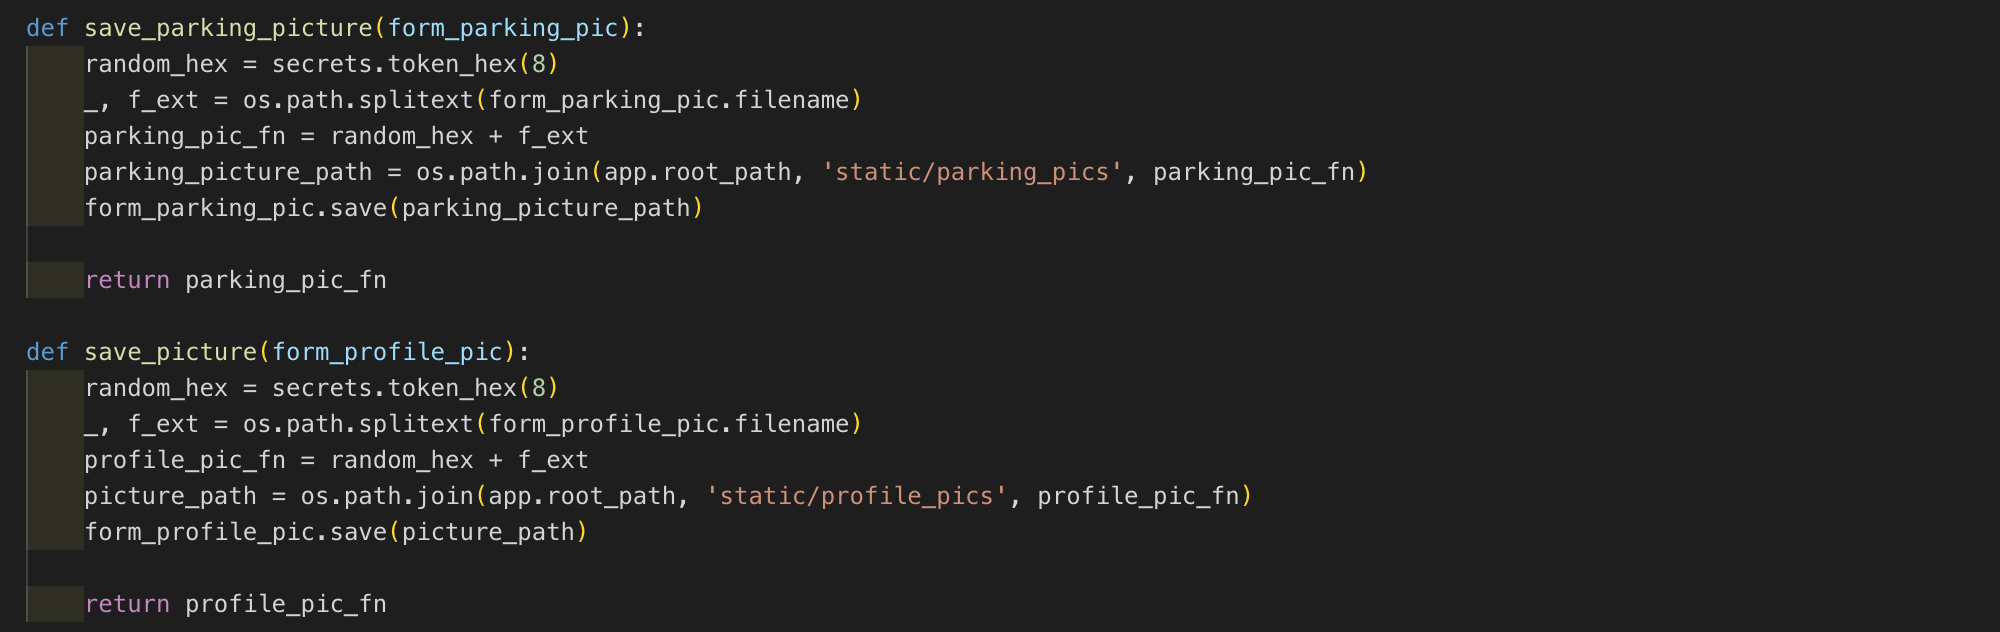 def save_parking_picture(form_parking_pic):
    random_hex = secrets.token_hex(8)
    _, f_ext = os.path.splitext(form_parking_pic.filename)
    parking_pic_fn = random_hex + f_ext
    parking_picture_path = os.path.join(app.root_path, 'static/parking_pics', parking_pic_fn)
    form_parking_pic.save(parking_picture_path)

    return parking_pic_fn

def save_picture(form_profile_pic):
    random_hex = secrets.token_hex(8)
    _, f_ext = os.path.splitext(form_profile_pic.filename)
    profile_pic_fn = random_hex + f_ext
    picture_path = os.path.join(app.root_path, 'static/profile_pics', profile_pic_fn)
    form_profile_pic.save(picture_path)

    return profile_pic_fn